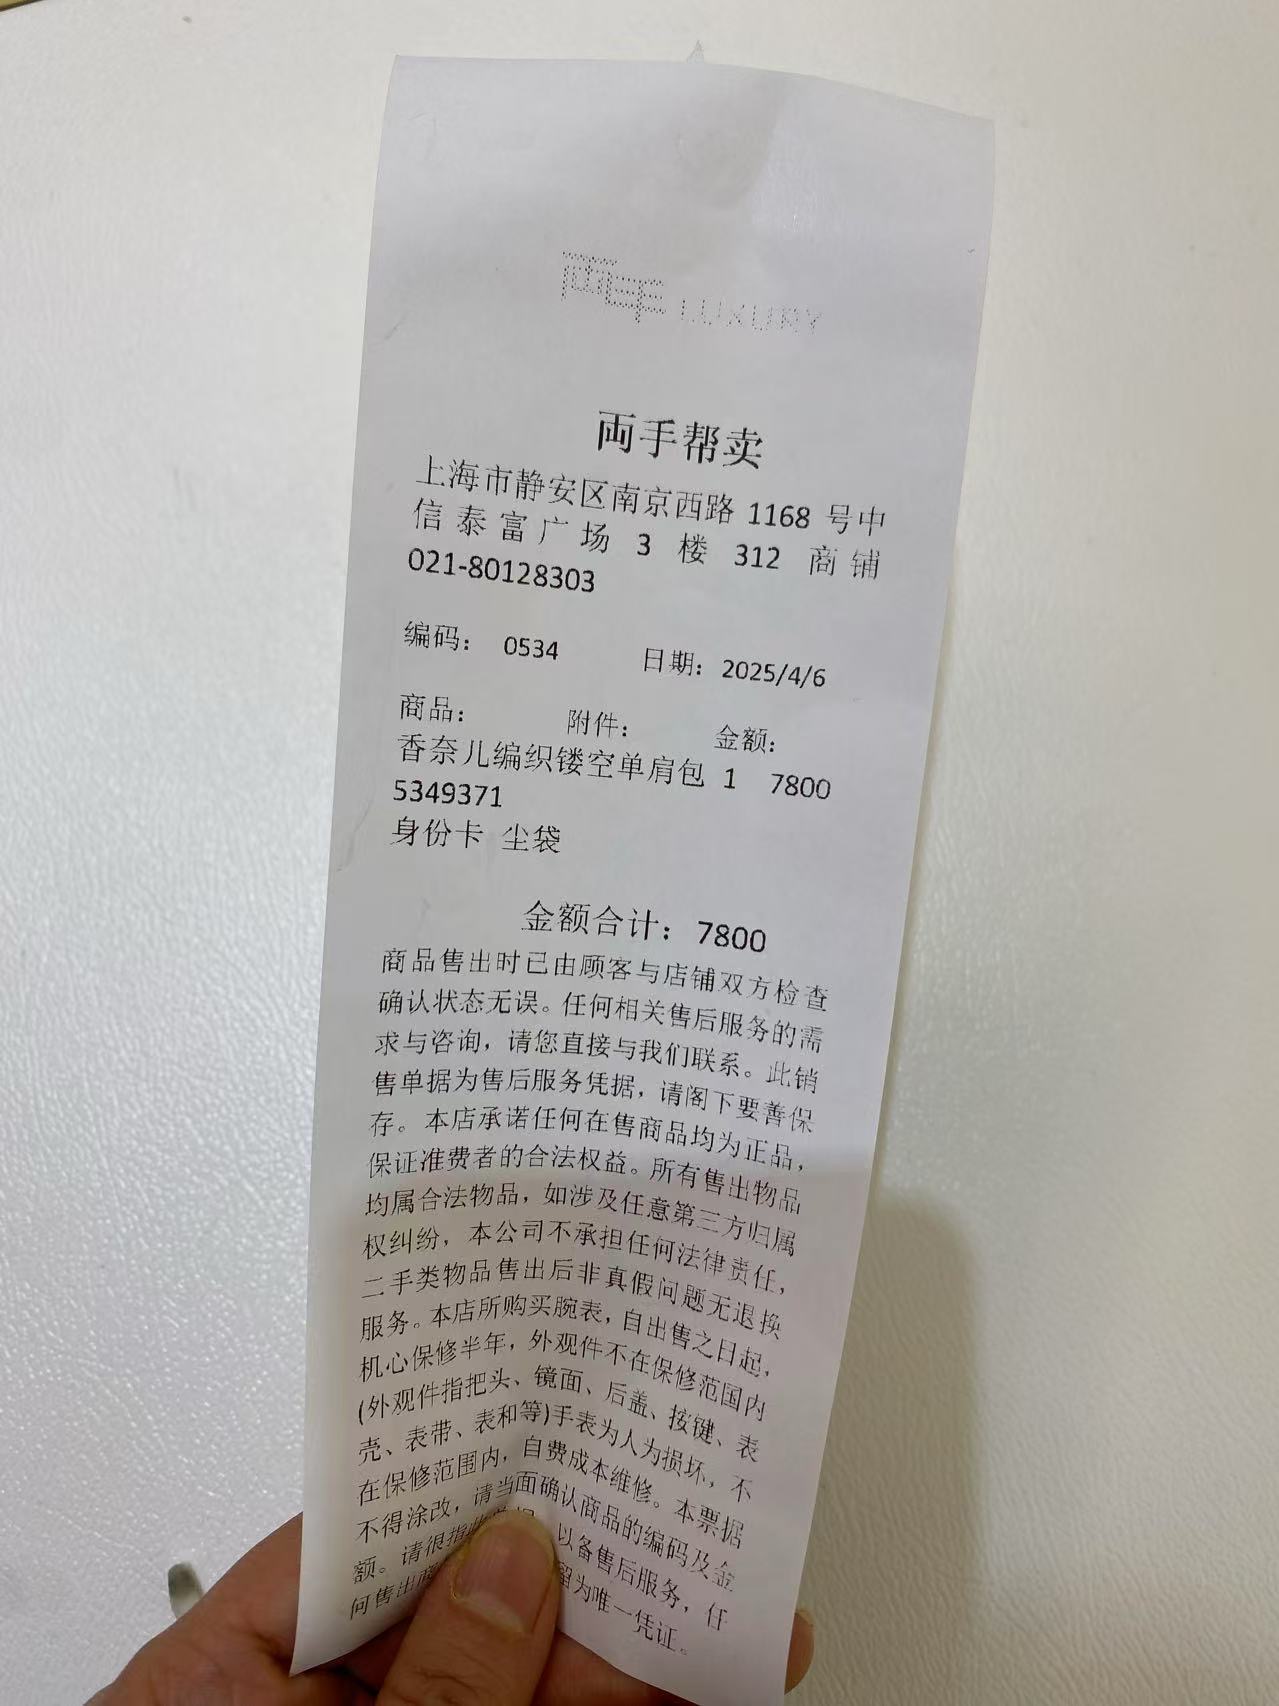 両手 LUXURY
両手帮卖
上海市静安区南京西路 1168 号中
信泰富广场 3 楼 312 商铺
021-80128303
编码： 0534 日期：2025/4/6
商品： 附件： 金额：
香奈儿编织镂空单肩包 1 7800
5349371
身份卡 尘袋
金额合计：7800
商品售出时已由顾客与店铺双方检查
确认状态无误。任何相关售后服务的需
求与咨询，请您直接与我们联系。此销
售单据为售后服务凭据，请阁下要善保
存。本店承诺任何在售商品均为正品，
保证准费者的合法权益。所有售出物品
均属合法物品，如涉及任意第三方归属
权纠纷，本公司不承担任何法律责任，
二手类物品售出后非真假问题无退换
服务。本店所购买腕表，自出售之日起，
机心保修半年，外观件不在保修范围内
(外观件指把头、镜面、后盖、按键、表
壳、表带、表和等)手表为人为损坏，不
在保修范围内，自费成本维修。本票据
不得涂改，请当面确认商品的编码及金
额。请很指此 以备售后服务，任
何售出商 留为唯一凭证。